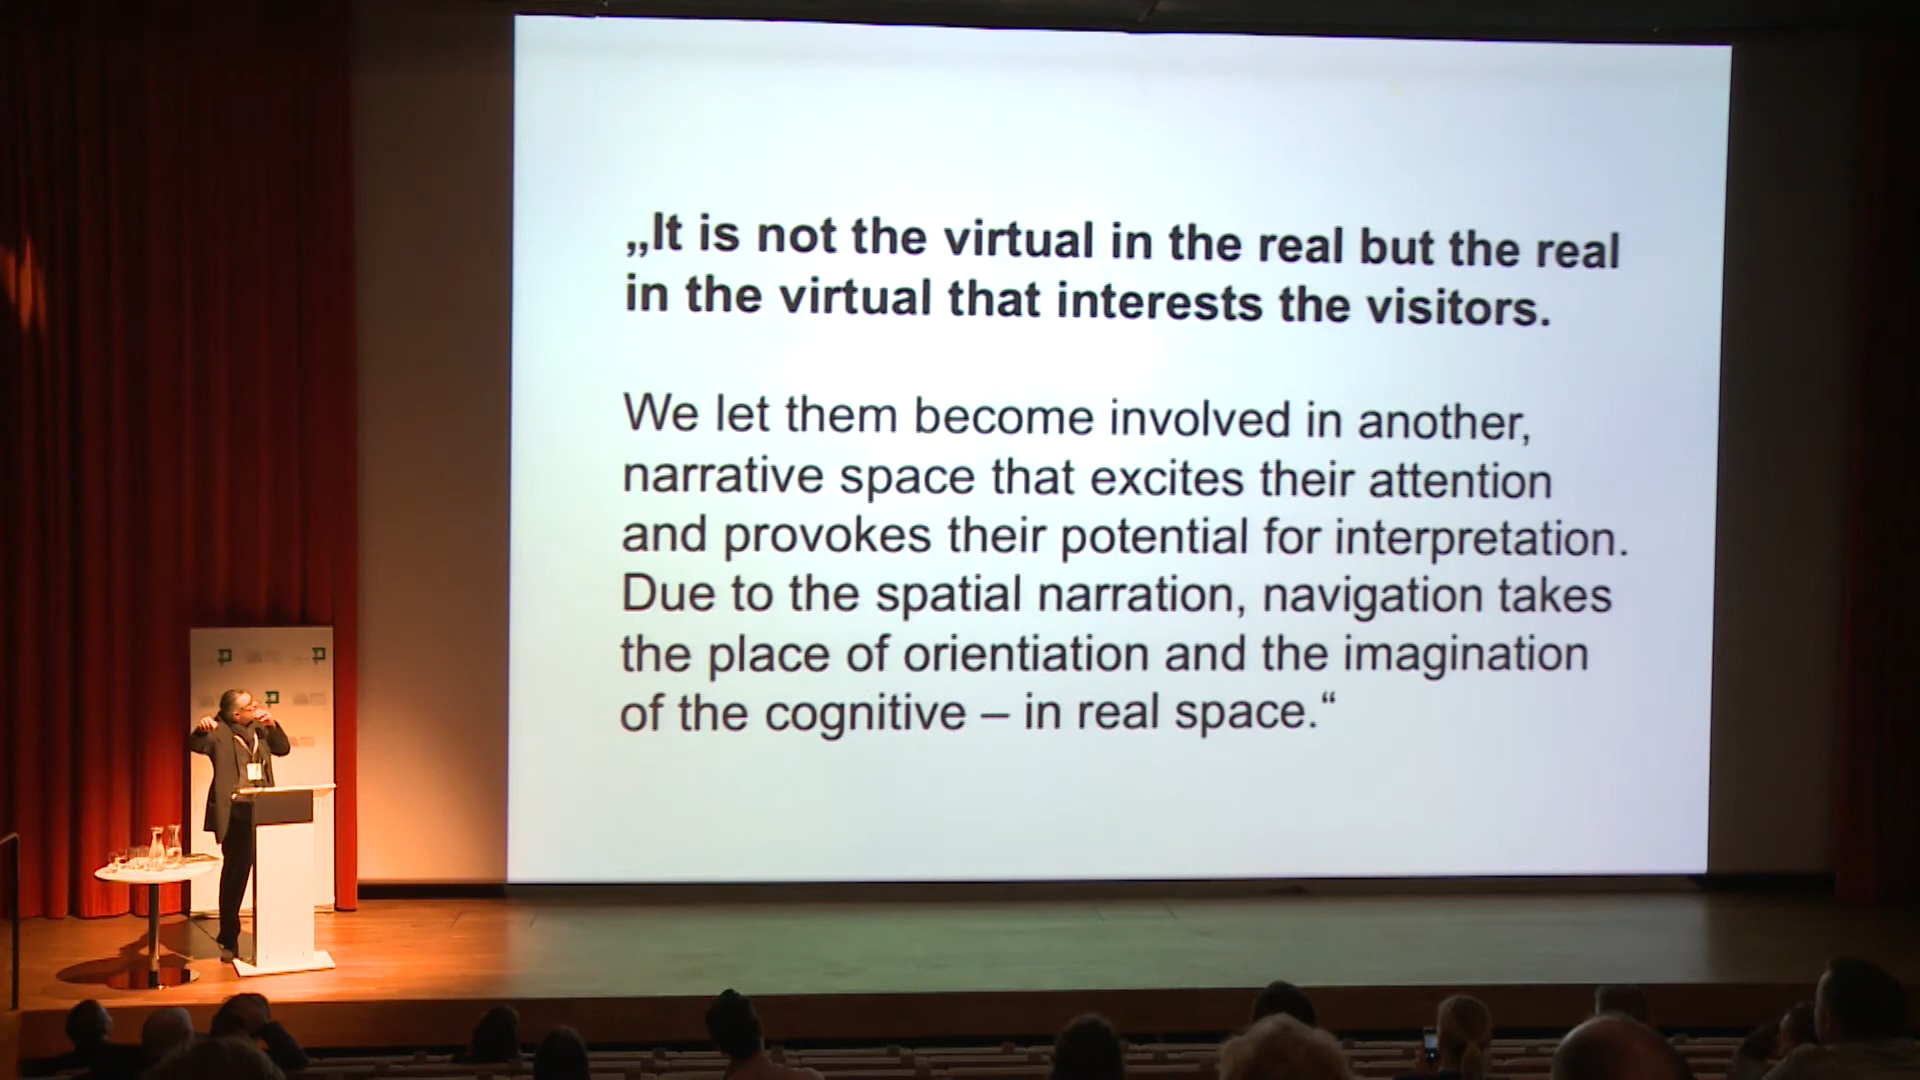 „It is not the virtual in the real but the real
in the virtual that interests the visitors.
We let them become involved in another,
narrative space that excites their attention
and provokes their potential for interpretation.
Due to the spatial narration, navigation takes
the place of orientiation and the imagination
of the cognitive – in real space.“